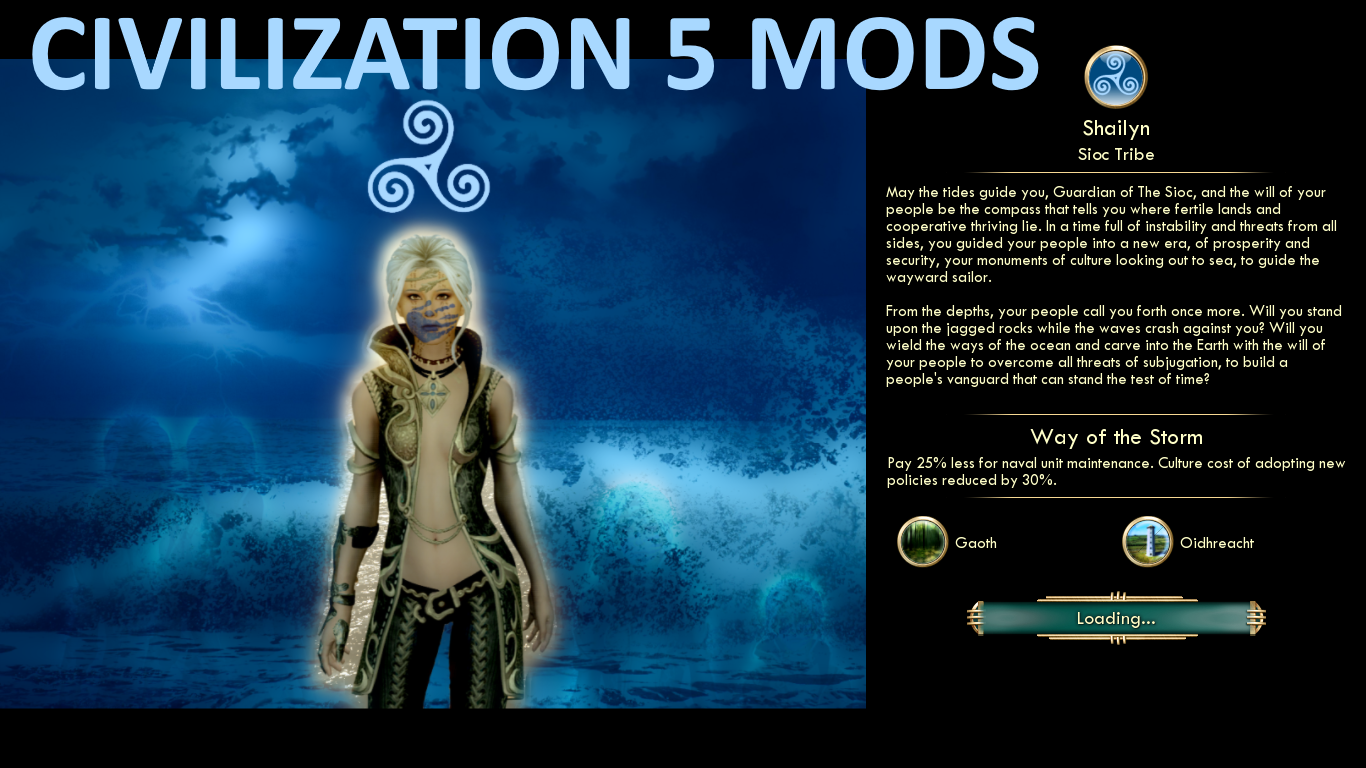 CIVILIZATION 5 MODS
Shailyn
Sioc Tribe
May the tides guide you, Guardian of The Sioc, and the will of your
people be the compass that tells you where fertile lands and
cooperative thriving lie. In a time full of instability and threats from all
sides, you guided your people into a new era, of prosperity and
security, your monuments of culture looking out to sea, to guide the
wayward sailor.
From the depths, your people call you forth once more. Will you stand
upon the jagged rocks while the waves crash against you? Will you
wield the ways of the ocean and carve into the Earth with the will of
your people to overcome all threats of subjugation, to build a
people's vanguard that can stand the test of time?
Way of the Storm
Pay 25% less for naval unit maintenance. Culture cost of adopting new
policies reduced by 30%.
Gaoth
Oidhreacht
Loading...